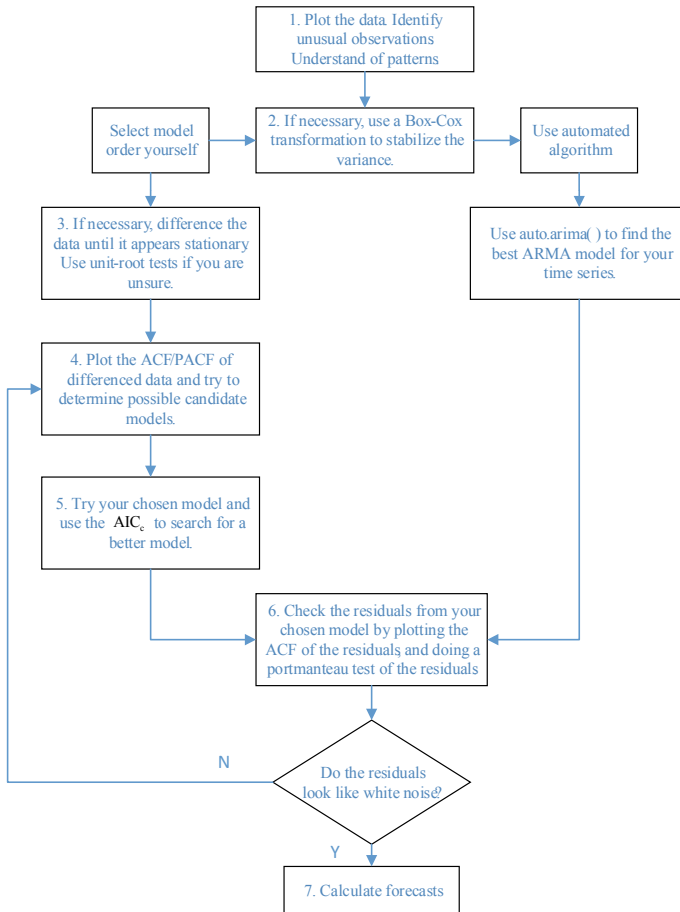 1. Plot the data. Identify
unusual observations
Understand of patterns
Select model
order yourself
2. If necessary, use a Box-Cox
transformation to stabilize the
variance.
Use automated
algorithm
3. If necessary, difference the
data until it appears stationary
Use unit-root tests if you are
unsure.
Use auto.arima( ) to find the
best ARMA model for your
time series.
4. Plot the ACF/PACF of
differenced data and try to
determine possible candidate
models.
5. Try your chosen model and
use the AICc to search for a
better model.
6. Check the residuals from your
chosen model by plotting the
ACF of the residuals, and doing a
portmanteau test of the residuals
N
Do the residuals
look like white noise?
Y
7. Calculate forecasts